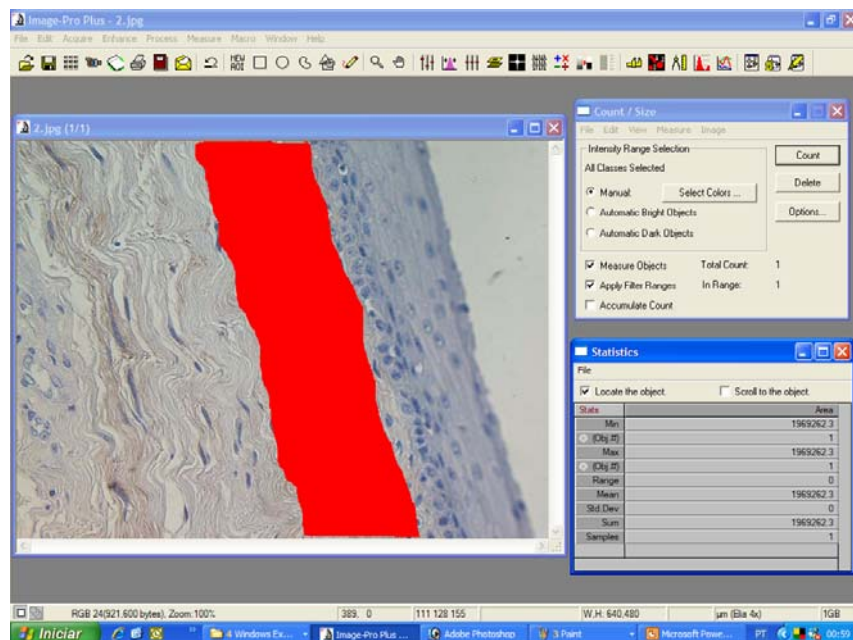 Image-Pro Plus - 2.jpg
File Edit Acquire Enhance Process Measure Macro Window Help
NEW AOI
2.jpg (1/1)
Count / Size
File Edit View Measure Image
Intensity Range Selection
All Classes Selected
Manual: Select Colors ...
Automatic Bright Objects
Automatic Dark Objects
Count
Delete
Options...
Measure Objects Total Count: 1
Apply Filter Ranges In Range: 1
Accumulate Count
Statistics
File
Locate the object. Scroll to the object.
Stats Area
Min 1969262.3
(Obj.#) 1
Max 1969262.3
(Obj.#) 1
Range 0
Mean 1969262.3
Std.Dev 0
Sum 1969262.3
Samples 1
RGB 24(921.600 bytes), Zoom:100% 389, 0 111 128 155 W.H: 640,480 µm (Elia 4x) 1GB
Iniciar 4 Windows Ex... Image-Pro Plus ... Adobe Photoshop 3 Paint Microsoft Powe... PT 00:59